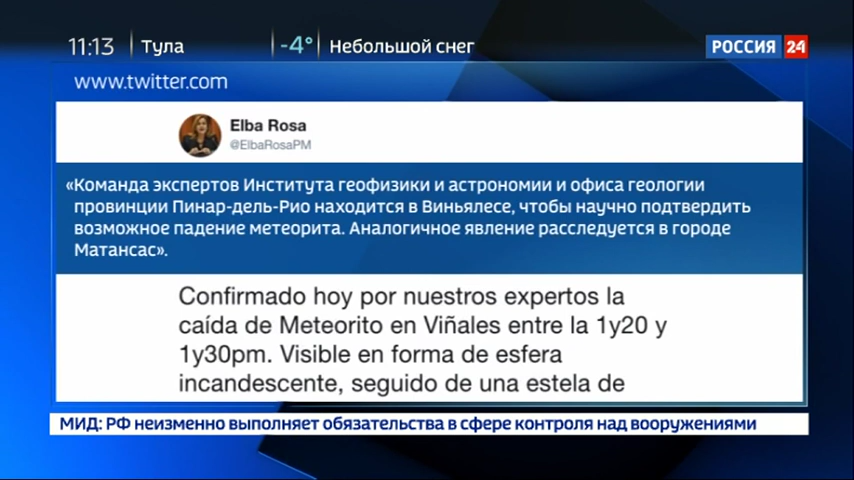 11:13 Тула -4° Небольшой снег РОССИЯ 24
www.twitter.com
Elba Rosa
@ElbaRosaPM
«Команда экспертов Института геофизики и астрономии и офиса геологии
провинции Пинар-дель-Рио находится в Виньялесе, чтобы научно подтвердить
возможное падение метеорита. Аналогичное явление расследуется в городе
Матансас».
Confirmado hoy por nuestros expertos la
caída de Meteorito en Viñales entre la 1y20 y
1y30pm. Visible en forma de esfera
incandescente, seguido de una estela de
МИД: РФ неизменно выполняет обязательства в сфере контроля над вооружениями